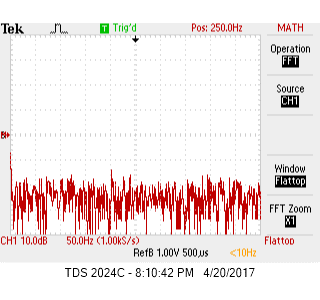 Tek T Trig'd Pos: 250.0Hz MATH
Operation
FFT
Source
CH1
Window
Flattop
FFT Zoom
X1
CH1 10.0dB 50.0Hz (1.00kS/s) Flattop
RefB 1.00V 500µs <10Hz
TDS 2024C - 8:10:42 PM 4/20/2017